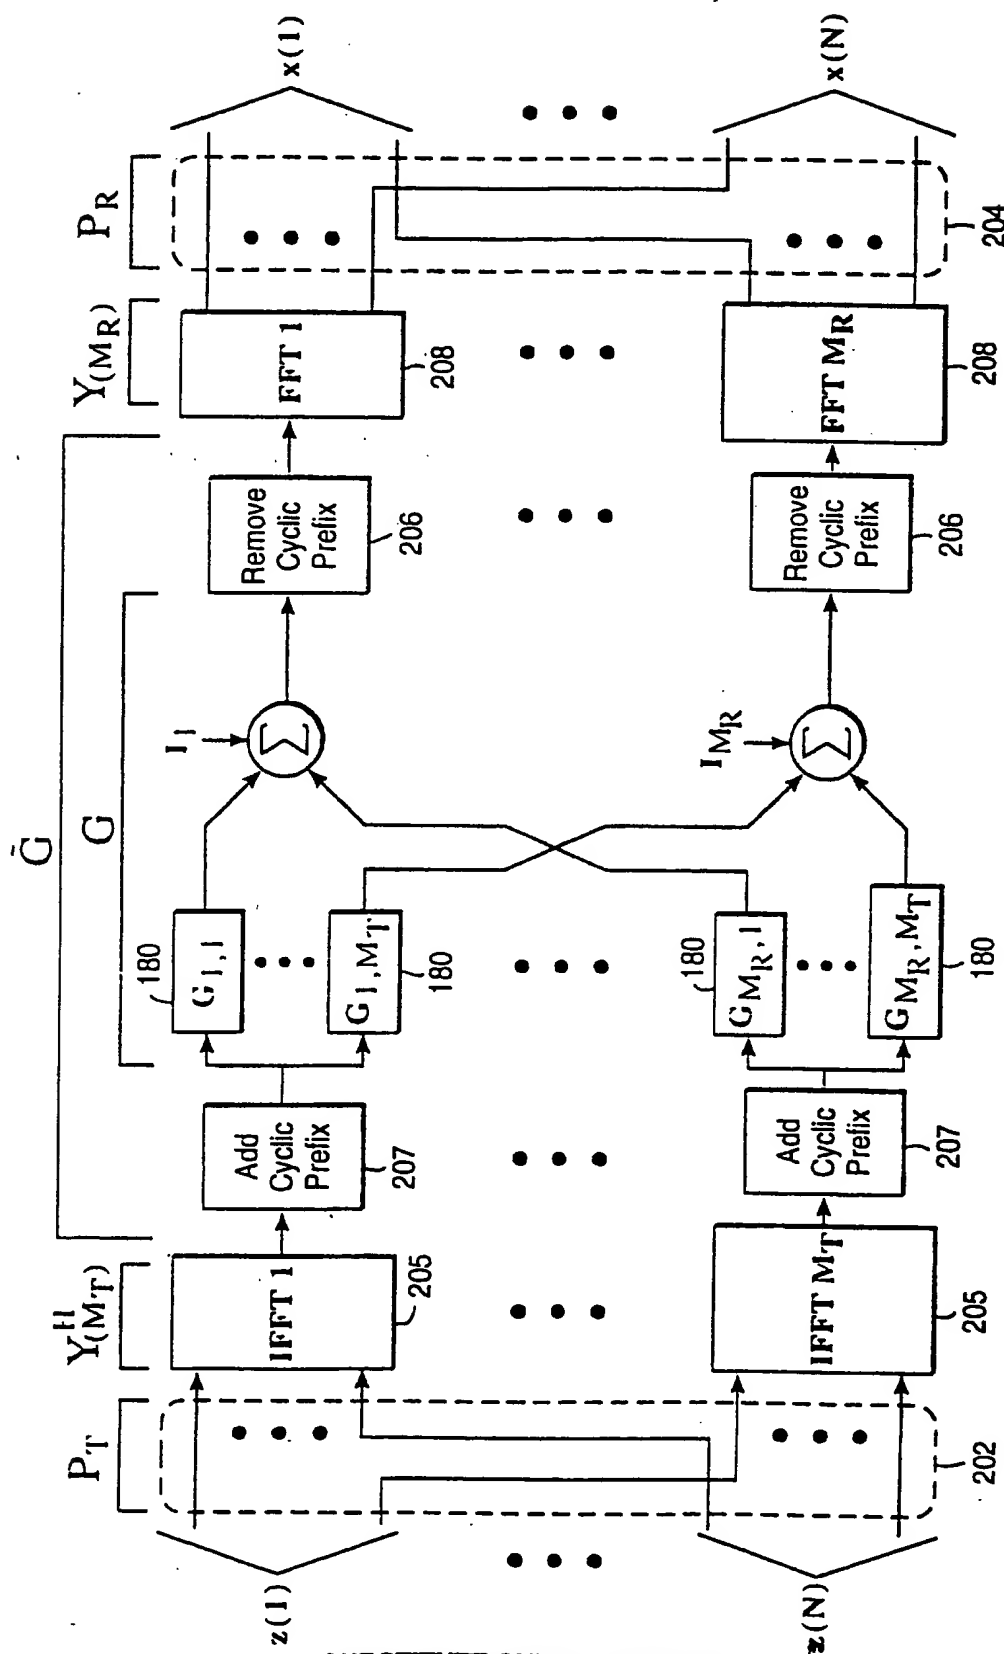 z(1)
z(N)
P_T
202
Y^H_(M_T)
IFFT 1
205
IFFT M_T
205
Add
Cyclic
Prefix
207
Add
Cyclic
Prefix
207
G̃
G
180
G_1,1
G_1,M_T
180
180
G_M_R,1
G_M_R,M_T
180
I_1
Σ
I_M_R
Σ
Remove
Cyclic
Prefix
206
Remove
Cyclic
Prefix
206
Y_(M_R)
FFT 1
208
FFT M_R
208
P_R
204
x(1)
x(N)